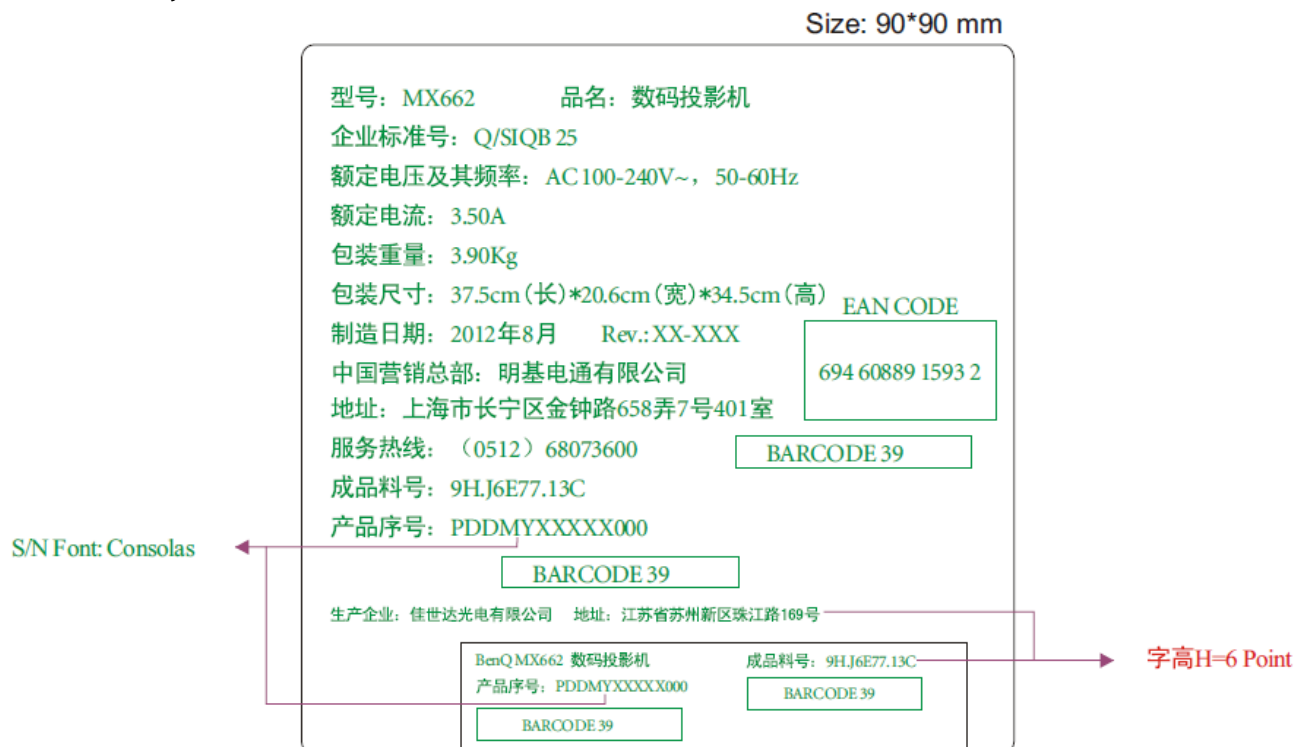 Size: 90*90 mm
型号：MX662 品名：数码投影机
企业标准号：Q/SIQB 25
额定电压及其频率：AC 100-240V~，50-60Hz
额定电流：3.50A
包装重量：3.90Kg
包装尺寸：37.5cm（长）*20.6cm（宽）*34.5cm（高）
EAN CODE
制造日期：2012年8月 Rev.: XX-XXX
中国营销总部：明基电通有限公司
694 60889 1593 2
地址：上海市长宁区金钟路658弄7号401室
服务热线：（0512）68073600
BARCODE 39
成品料号：9H.J6E77.13C
产品序号：PDDMYXXXXX000
S/N Font: Consolas
BARCODE 39
生产企业：佳世达光电有限公司 地址：江苏省苏州新区珠江路169号
BenQ MX662 数码投影机 成品料号：9H.J6E77.13C
字高H=6 Point
产品序号：PDDMYXXXXX000
BARCODE 39
BARCODE 39